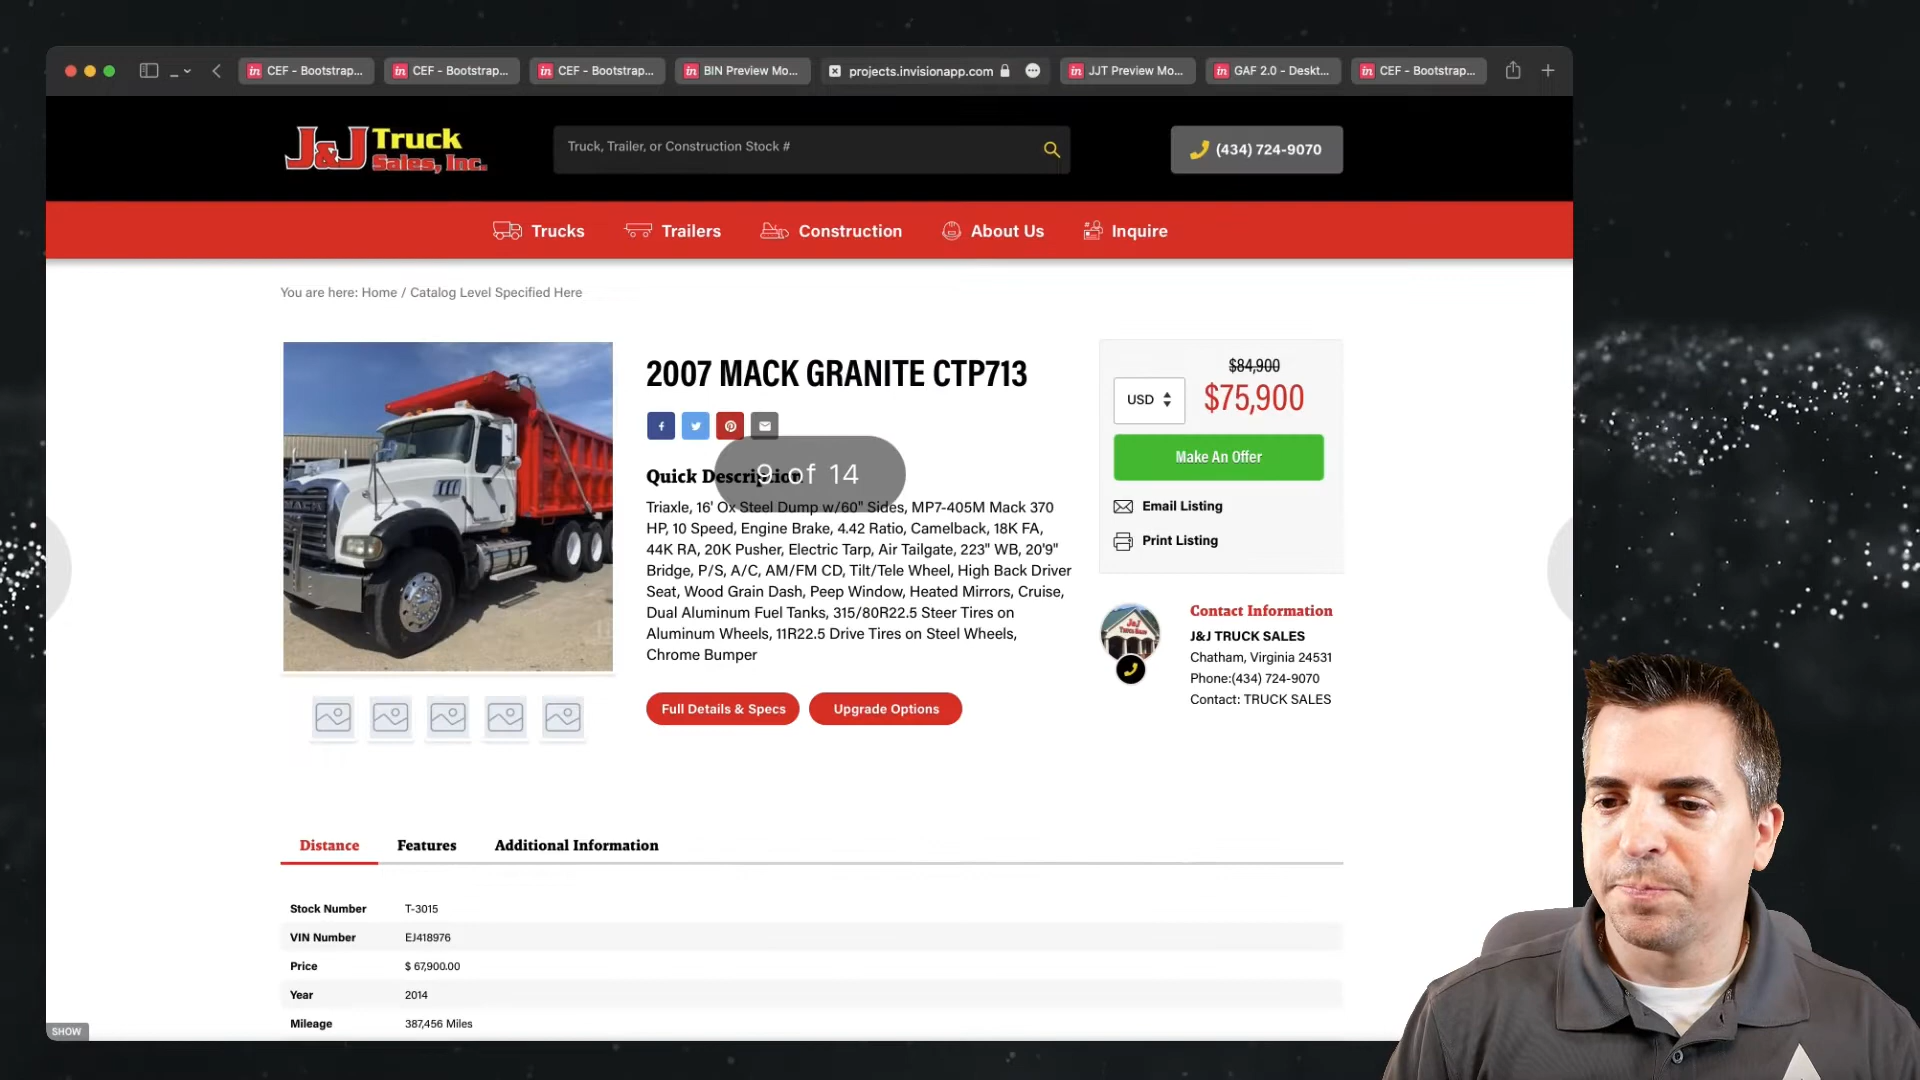 CEF - Bootstrap...
CEF - Bootstrap...
CEF - Bootstrap...
BIN Preview Mo...
projects.invisionapp.com
JJT Preview Mo...
GAF 2.0 - Deskt...
CEF - Bootstrap...
J&J Truck
Sales, Inc.
Truck, Trailer, or Construction Stock #
(434) 724-9070
Trucks
Trailers
Construction
About Us
Inquire
You are here: Home / Catalog Level Specified Here
2007 MACK GRANITE CTP713
Quick Description
9 of 14
Triaxle, 16' Ox Steel Dump w/60" Sides, MP7-405M Mack 370
HP, 10 Speed, Engine Brake, 4.42 Ratio, Camelback, 18K FA,
44K RA, 20K Pusher, Electric Tarp, Air Tailgate, 223" WB, 20'9"
Bridge, P/S, A/C, AM/FM CD, Tilt/Tele Wheel, High Back Driver
Seat, Wood Grain Dash, Peep Window, Heated Mirrors, Cruise,
Dual Aluminum Fuel Tanks, 315/80R22.5 Steer Tires on
Aluminum Wheels, 11R22.5 Drive Tires on Steel Wheels,
Chrome Bumper
Full Details & Specs
Upgrade Options
$84,900
USD
$75,900
Make An Offer
Email Listing
Print Listing
Contact Information
J&J TRUCK SALES
Chatham, Virginia 24531
Phone:(434) 724-9070
Contact: TRUCK SALES
Distance
Features
Additional Information
Stock Number T-3015
VIN Number EJ418976
Price $ 67,900.00
Year 2014
Mileage 387,456 Miles
SHOW